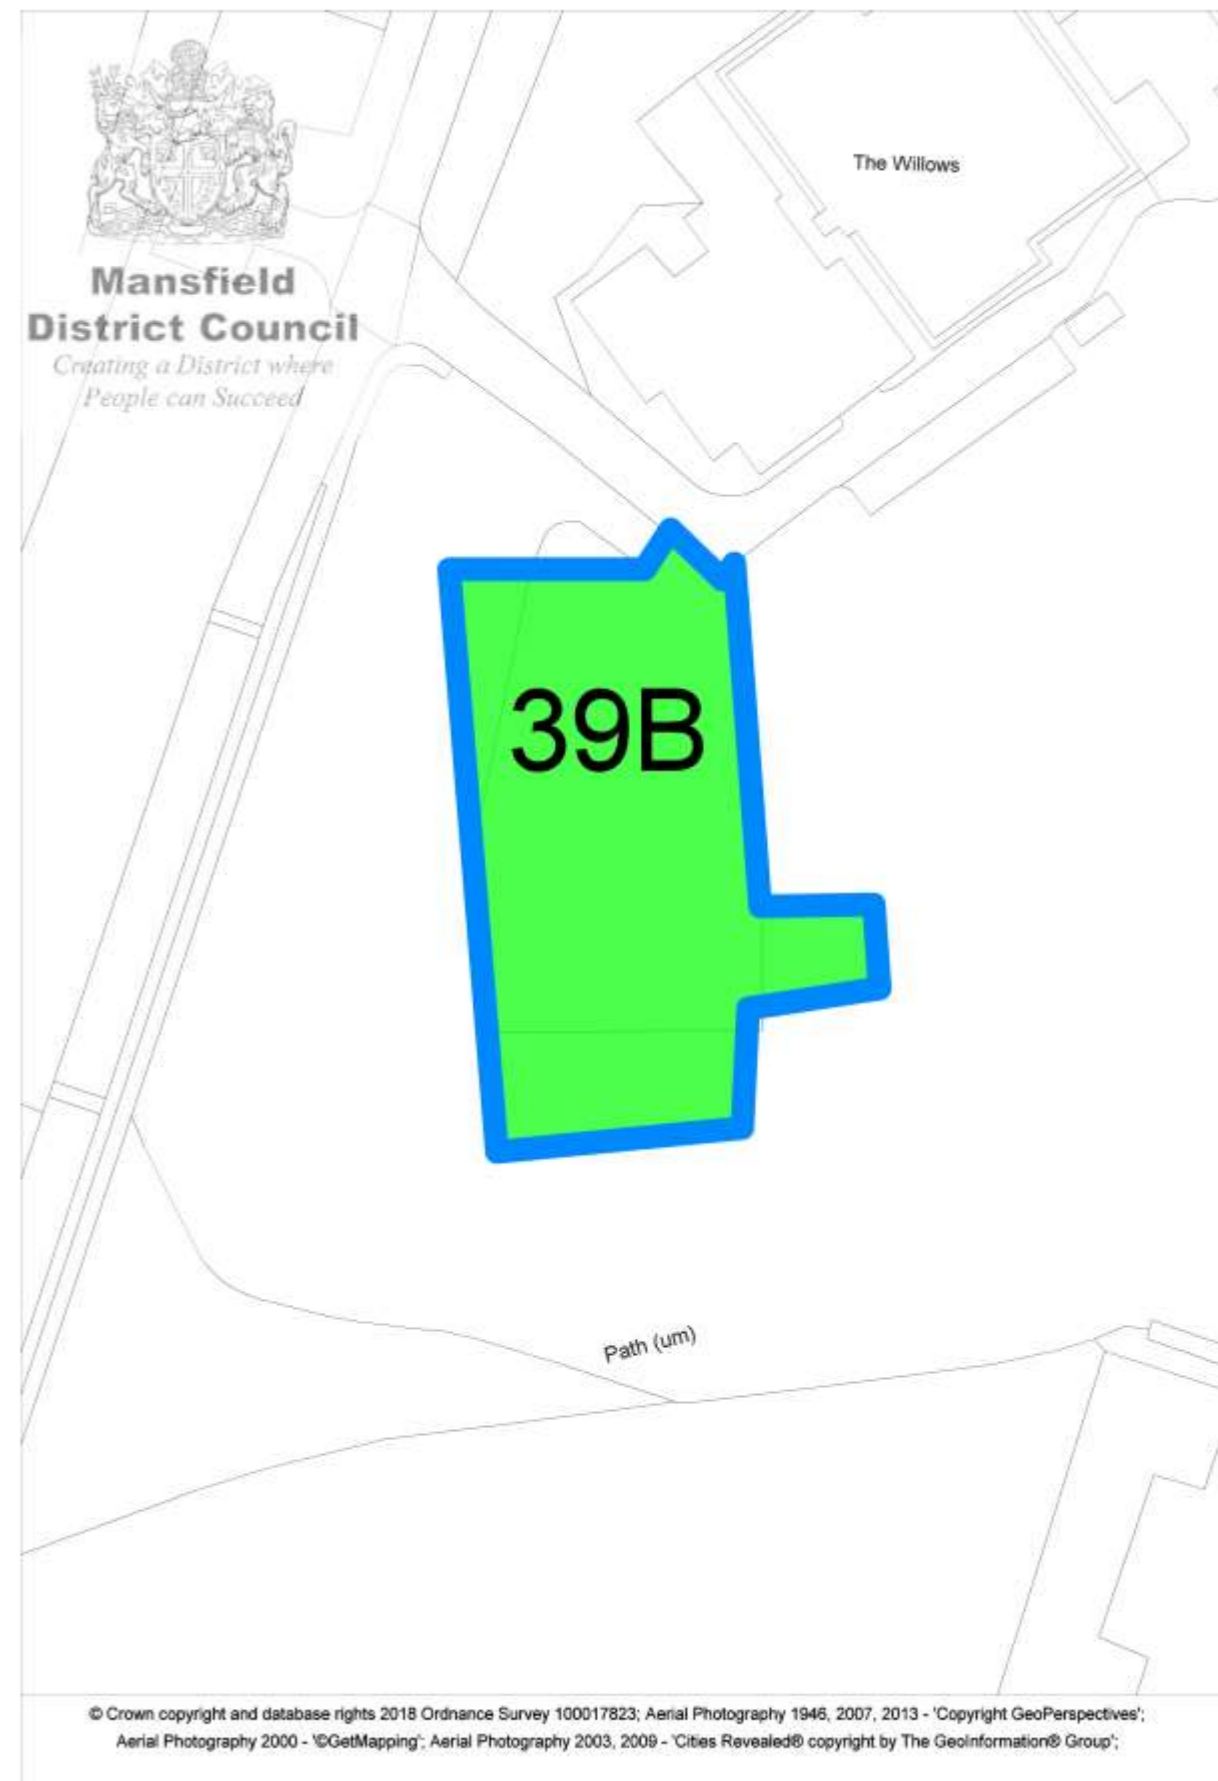 The Willows
Mansfield
District Council
Creating a District where
People can Succeed
39B
Path (um)
© Crown copyright and database rights 2018 Ordnance Survey 100017823; Aerial Photography 1946, 2007, 2013 - 'Copyright GeoPerspectives';
Aerial Photography 2000 - '©GetMapping'; Aerial Photography 2003, 2009 - 'Cities Revealed® copyright by The GeoInformation® Group';